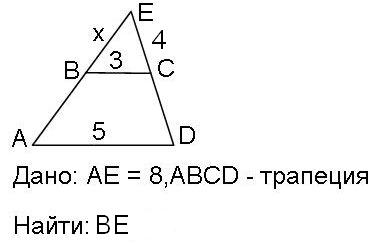 E
x
4
B
3
C
A
5
D
Дано: AE = 8,ABCD - трапеция
Найти: BE